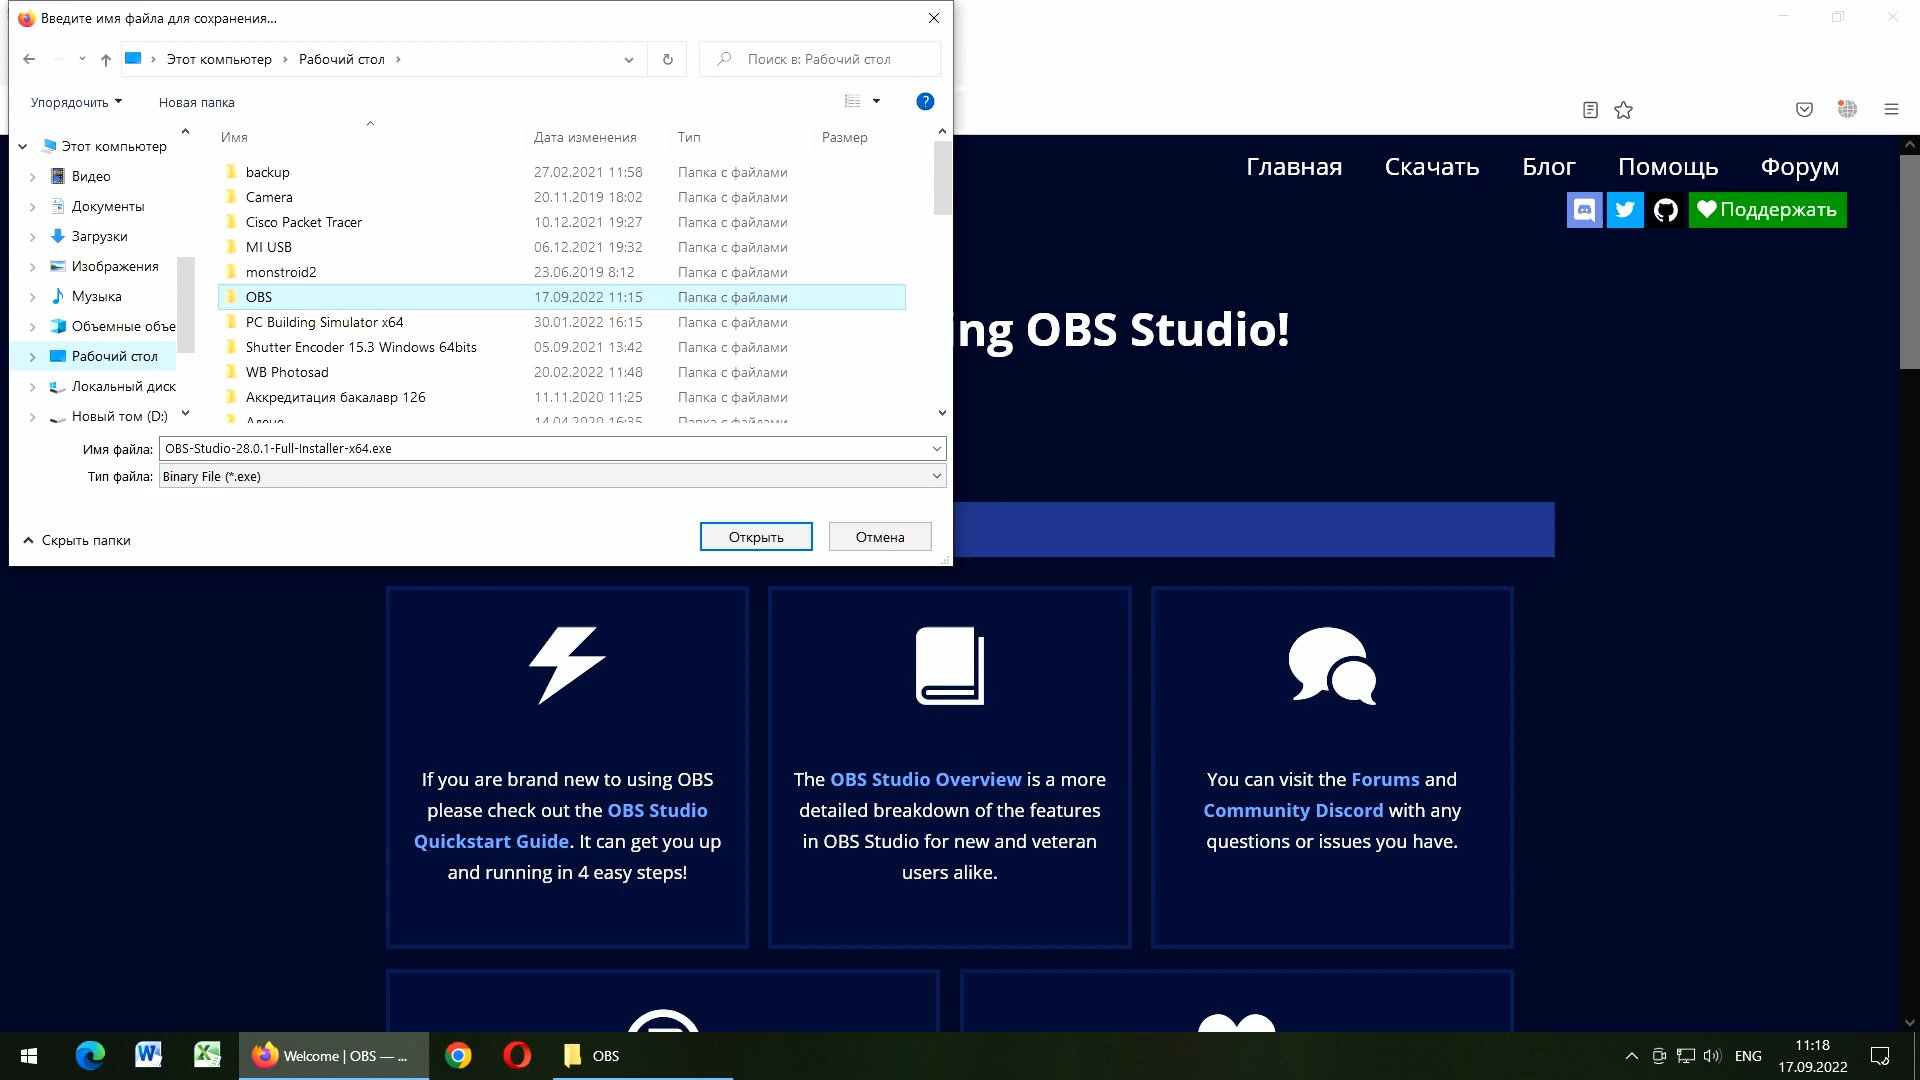 Введите имя файла для сохранения...
Этот компьютер
Рабочий стол
Поиск в: Рабочий стол
Упорядочить
Новая папка
Имя
Дата изменения
Тип
Размер
Этот компьютер
Видео
Документы
Загрузки
Изображения
Музыка
Объемные объе
Рабочий стол
Локальный диск
Новый том (D:)
backup 27.02.2021 11:58 Папка с файлами
Camera 20.11.2019 18:02 Папка с файлами
Cisco Packet Tracer 10.12.2021 19:27 Папка с файлами
MI USB 06.12.2021 19:32 Папка с файлами
monstroid2 23.06.2019 8:12 Папка с файлами
OBS 17.09.2022 11:15 Папка с файлами
PC Building Simulator x64 30.01.2022 16:15 Папка с файлами
Shutter Encoder 15.3 Windows 64bits 05.09.2021 13:42 Папка с файлами
WB Photosad 20.02.2022 11:48 Папка с файлами
Аккредитация бакалавр 126 11.11.2020 11:25 Папка с файлами
14.04.2020 16:35 Папка с файлами
Имя файла: OBS-Studio-28.0.1-Full-Installer-x64.exe
Тип файла: Binary File (*.exe)
Скрыть папки
Открыть
Отмена
Главная Скачать Блог Помощь Форум
Поддержать
ing OBS Studio!
If you are brand new to using OBS
please check out the OBS Studio
Quickstart Guide. It can get you up
and running in 4 easy steps!
The OBS Studio Overview is a more
detailed breakdown of the features
in OBS Studio for new and veteran
users alike.
You can visit the Forums and
Community Discord with any
questions or issues you have.
Welcome | OBS — ...
OBS
ENG
11:18
17.09.2022